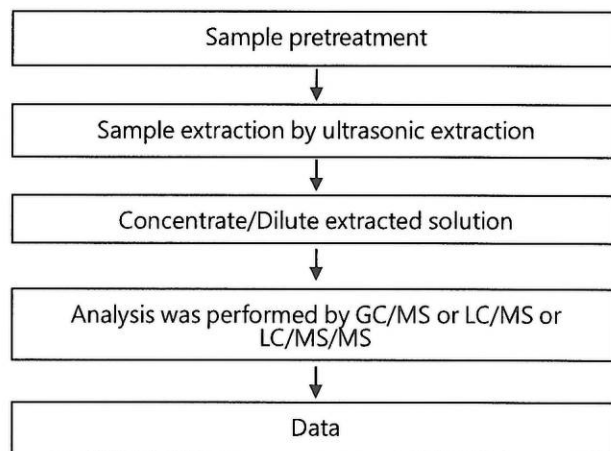 Sample pretreatment
Sample extraction by ultrasonic extraction
Concentrate/Dilute extracted solution
Analysis was performed by GC/MS or LC/MS or
LC/MS/MS
Data